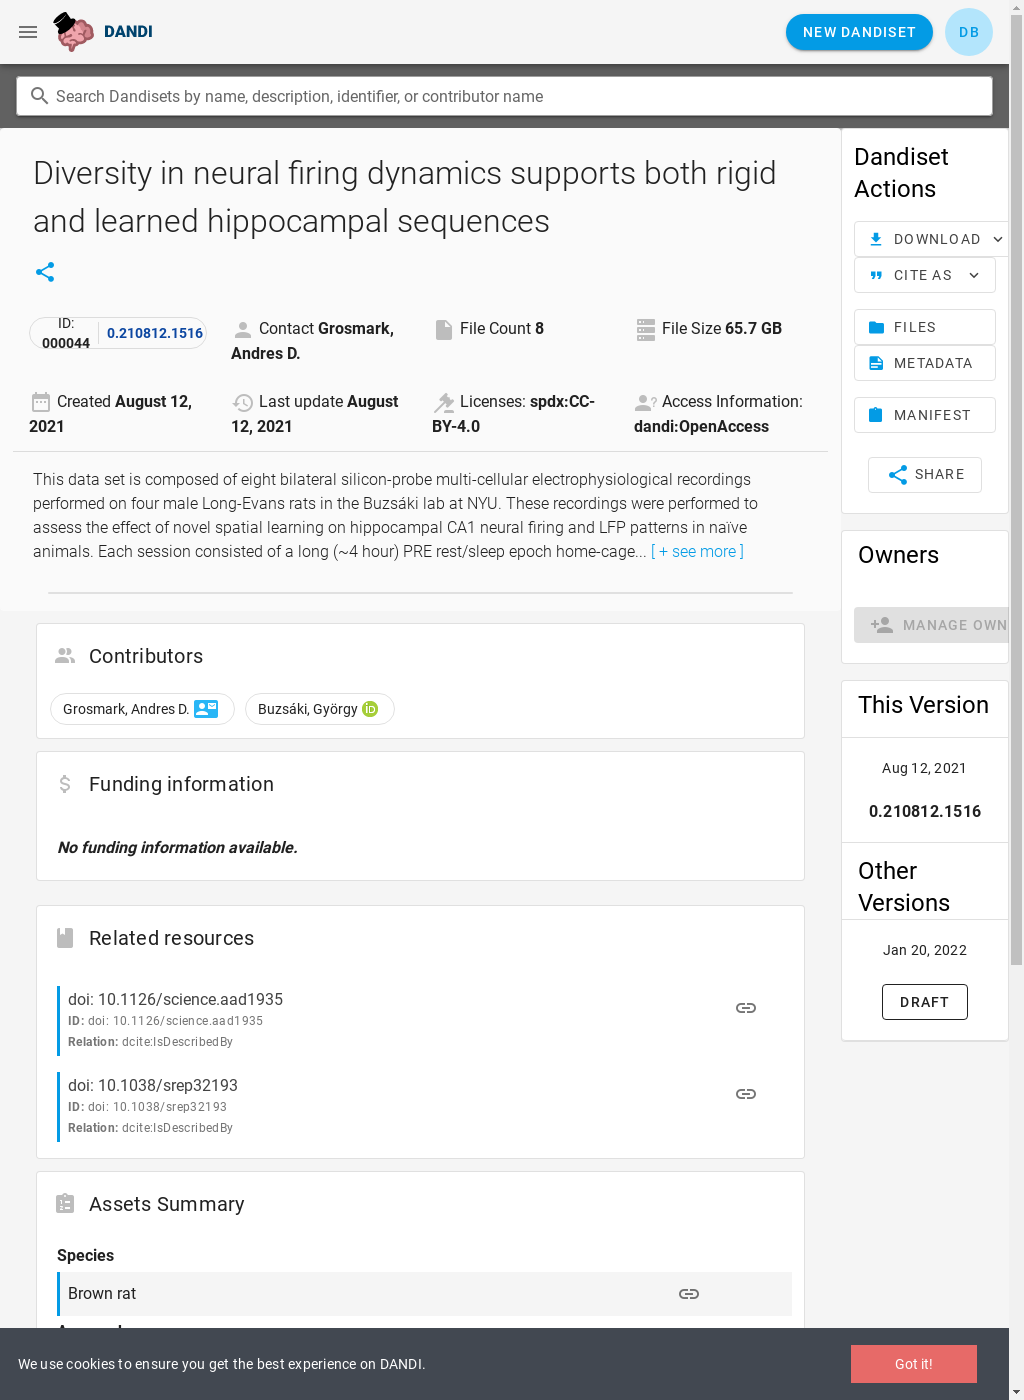 DANDI
NEW DANDISET
DB
Search Dandisets by name, description, identifier, or contributor name
Diversity in neural firing dynamics supports both rigid
and learned hippocampal sequences
ID:
000044
0.210812.1516
Contact Grosmark,
Andres D.
File Count 8
File Size 65.7 GB
Created August 12,
2021
Last update August
12, 2021
Licenses: spdx:CC-
BY-4.0
Access Information:
dandi:OpenAccess
This data set is composed of eight bilateral silicon-probe multi-cellular electrophysiological recordings
performed on four male Long-Evans rats in the Buzsáki lab at NYU. These recordings were performed to
assess the effect of novel spatial learning on hippocampal CA1 neural firing and LFP patterns in naïve
animals. Each session consisted of a long (~4 hour) PRE rest/sleep epoch home-cage... [ + see more ]
Contributors
Grosmark, Andres D.
Buzsáki, György iD
Funding information
No funding information available.
Related resources
doi: 10.1126/science.aad1935
ID: doi: 10.1126/science.aad1935
Relation: dcite:IsDescribedBy
doi: 10.1038/srep32193
ID: doi: 10.1038/srep32193
Relation: dcite:IsDescribedBy
Assets Summary
Species
Brown rat
Dandiset
Actions
DOWNLOAD
CITE AS
FILES
METADATA
MANIFEST
SHARE
Owners
MANAGE OWN
This Version
Aug 12, 2021
0.210812.1516
Other
Versions
Jan 20, 2022
DRAFT
We use cookies to ensure you get the best experience on DANDI.
Got it!